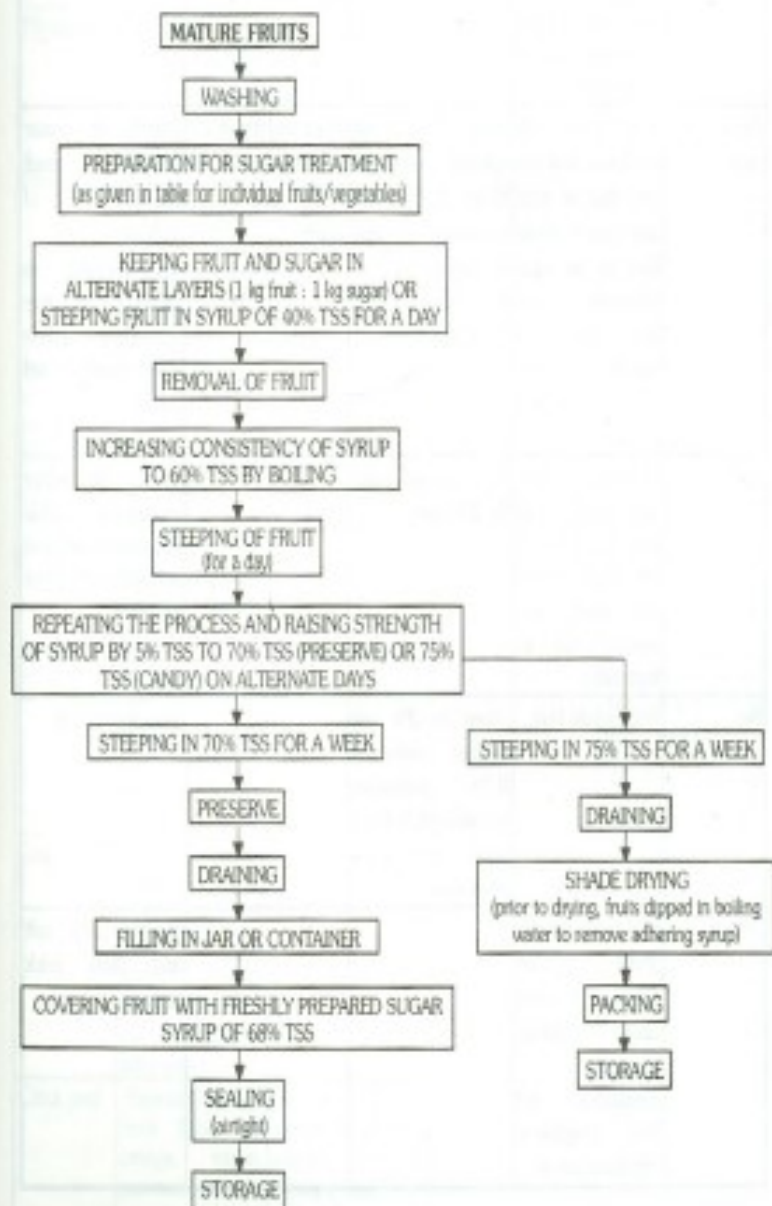 MATURE FRUITS
WASHING
PREPARATION FOR SUGAR TREATMENT
(as given in table for individual fruits/vegetables)
KEEPING FRUIT AND SUGAR IN
ALTERNATE LAYERS (1 kg fruit : 1 kg sugar) OR
STEEPING FRUIT IN SYRUP OF 40% TSS FOR A DAY
REMOVAL OF FRUIT
INCREASING CONSISTENCY OF SYRUP
TO 60% TSS BY BOILING
STEEPING OF FRUIT
(for a day)
REPEATING THE PROCESS AND RAISING STRENGTH
OF SYRUP BY 5% TSS TO 70% TSS (PRESERVE) OR 75%
TSS (CANDY) ON ALTERNATE DAYS
STEEPING IN 70% TSS FOR A WEEK
PRESERVE
DRAINING
FILLING IN JAR OR CONTAINER
COVERING FRUIT WITH FRESHLY PREPARED SUGAR
SYRUP OF 68% TSS
SEALING
(airtight)
STORAGE
STEEPING IN 75% TSS FOR A WEEK
DRAINING
SHADE DRYING
(prior to drying, fruits dipped in boiling
water to remove adhering syrup)
PACKING
STORAGE